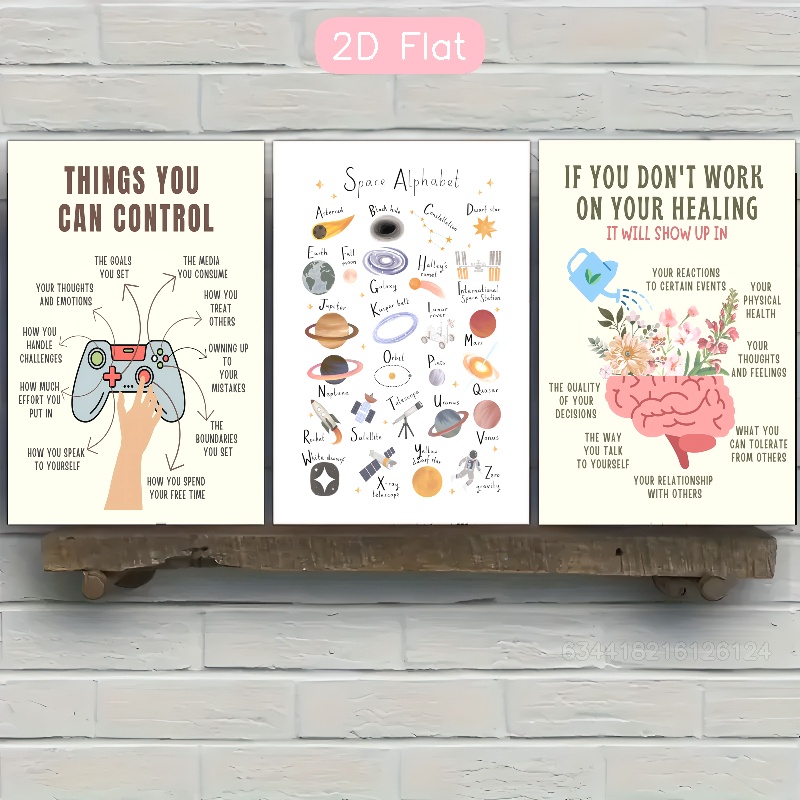 2D Flat
THINGS YOU
CAN CONTROL
THE GOALS
YOU SET
THE MEDIA
YOU CONSUME
YOUR THOUGHTS
AND EMOTIONS
HOW YOU
TREAT
OTHERS
HOW YOU
HANDLE
CHALLENGES
OWNING UP
TO
YOUR
MISTAKES
HOW MUCH
EFFORT YOU
PUT IN
THE
BOUNDARIES
YOU SET
HOW YOU SPEAK
TO YOURSELF
HOW YOU SPEND
YOUR FREE TIME
Space Alphabet
Asteroid
Black hole
Constellation
Dwarf star
Earth
Full
moon
Galaxy
Halley's
comet
International
Space Station
Jupiter
Kuiper belt
Lunar
rover
Mars
Neptune
Orbit
Pluto
Quasar
Rocket
Satellite
Telescope
Uranus
Venus
White dwarf
X-ray
telescope
Yellow
dwarf star
Zero
gravity
IF YOU DON'T WORK
ON YOUR HEALING
IT WILL SHOW UP IN
YOUR REACTIONS
TO CERTAIN EVENTS
YOUR
PHYSICAL
HEALTH
YOUR
THOUGHTS
AND FEELINGS
THE QUALITY
OF YOUR
DECISIONS
WHAT YOU
CAN TOLERATE
FROM OTHERS
THE WAY
YOU TALK
TO YOURSELF
YOUR RELATIONSHIP
WITH OTHERS
634418216126124